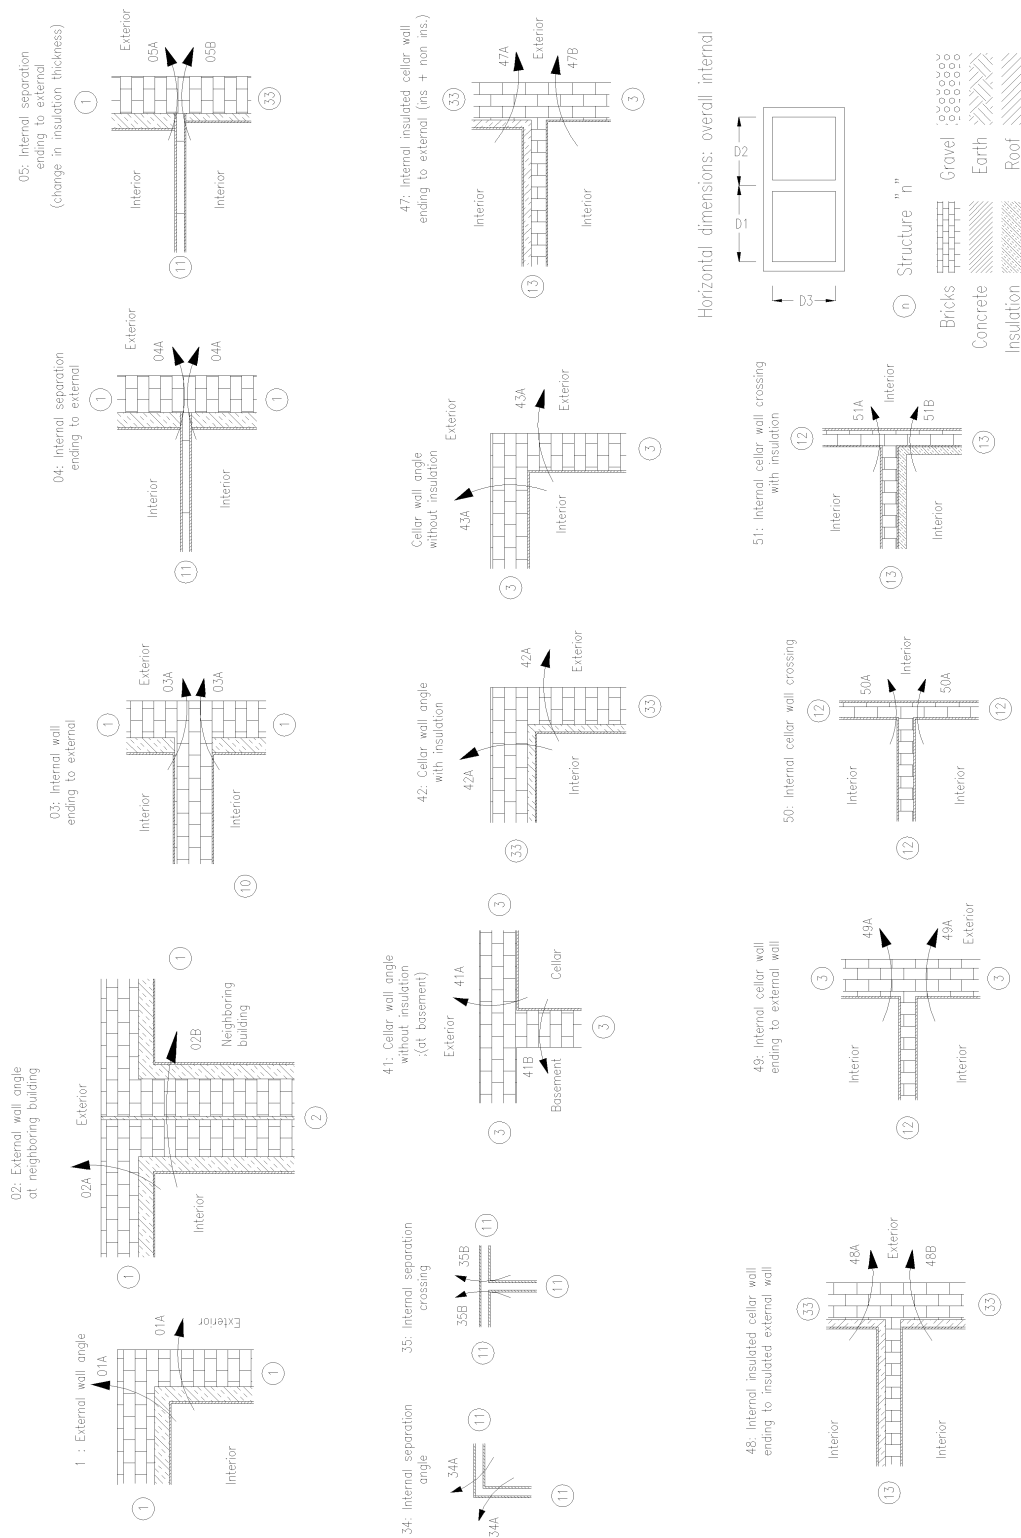 1 : External wall angle
01A
01A
Exterior
Interior
1
1
02: External wall angle
at neighboring building
02A
Exterior
02B
Neighboring
building
Interior
1
1
2
03: Internal wall
ending to external
Exterior
03A
03A
Interior
Interior
1
1
10
04: Internal separation
ending to external
Exterior
04A
04A
Interior
Interior
1
1
11
05: Internal separation
ending to external
(change in insulation thickness)
Exterior
05A
05B
Interior
Interior
1
33
11
34: Internal separation
angle
34A
34A
11
11
35: Internal separation
crossing
35B
35B
11
11
11
41: Cellar wall angle
without insulation
:(at basement)
Exterior
41A
41B
Cellar
Basement
3
3
3
42: Cellar wall angle
with insulation
42A
42A
Exterior
Interior
33
33
Cellar wall angle
without insulation
Exterior
43A
43A
Exterior
Interior
3
3
47: Internal insulated cellar wall
ending to external (ins + non ins.)
47A
Exterior
47B
Interior
Interior
33
3
13
48: Internal insulated cellar wall
ending to insulated external wall
48A
Exterior
48B
Interior
Interior
33
33
13
49: Internal cellar wall
ending to external wall
49A
49A
Exterior
Interior
Interior
3
3
12
50: Internal cellar wall crossing
50A
Interior
50A
Interior
Interior
12
12
12
51: Internal cellar wall crossing
with insulation
51A
Interior
51B
Interior
Interior
12
13
13
Horizontal dimensions: overall internal
D1
D2
D3
n Structure "n"
Bricks Gravel
Concrete Earth
Insulation Roof